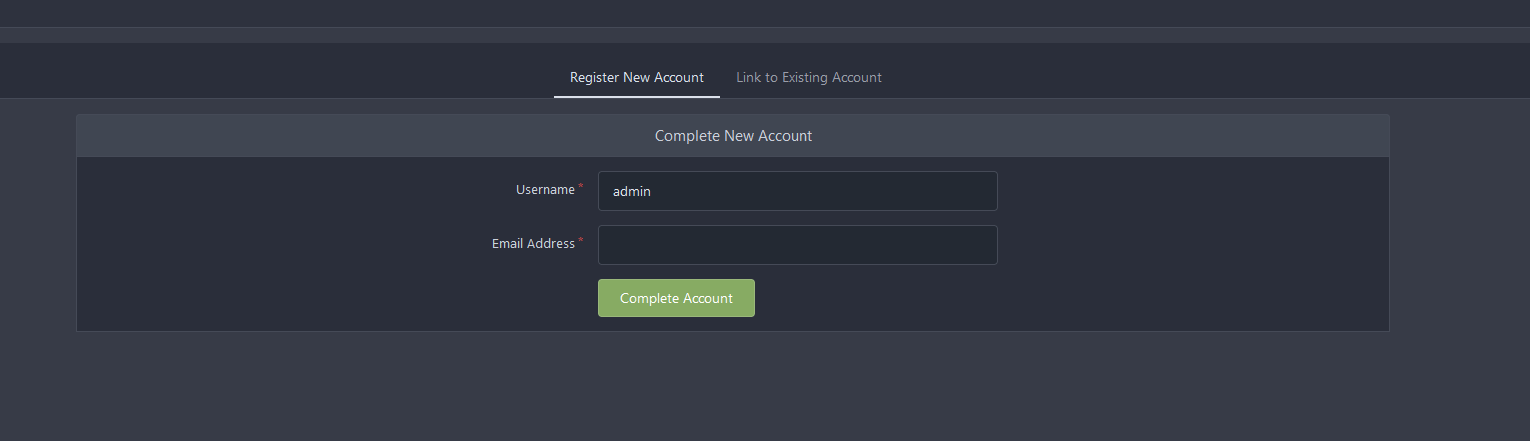 Register New Account Link to Existing Account
Complete New Account
Username * admin
Email Address *
Complete Account